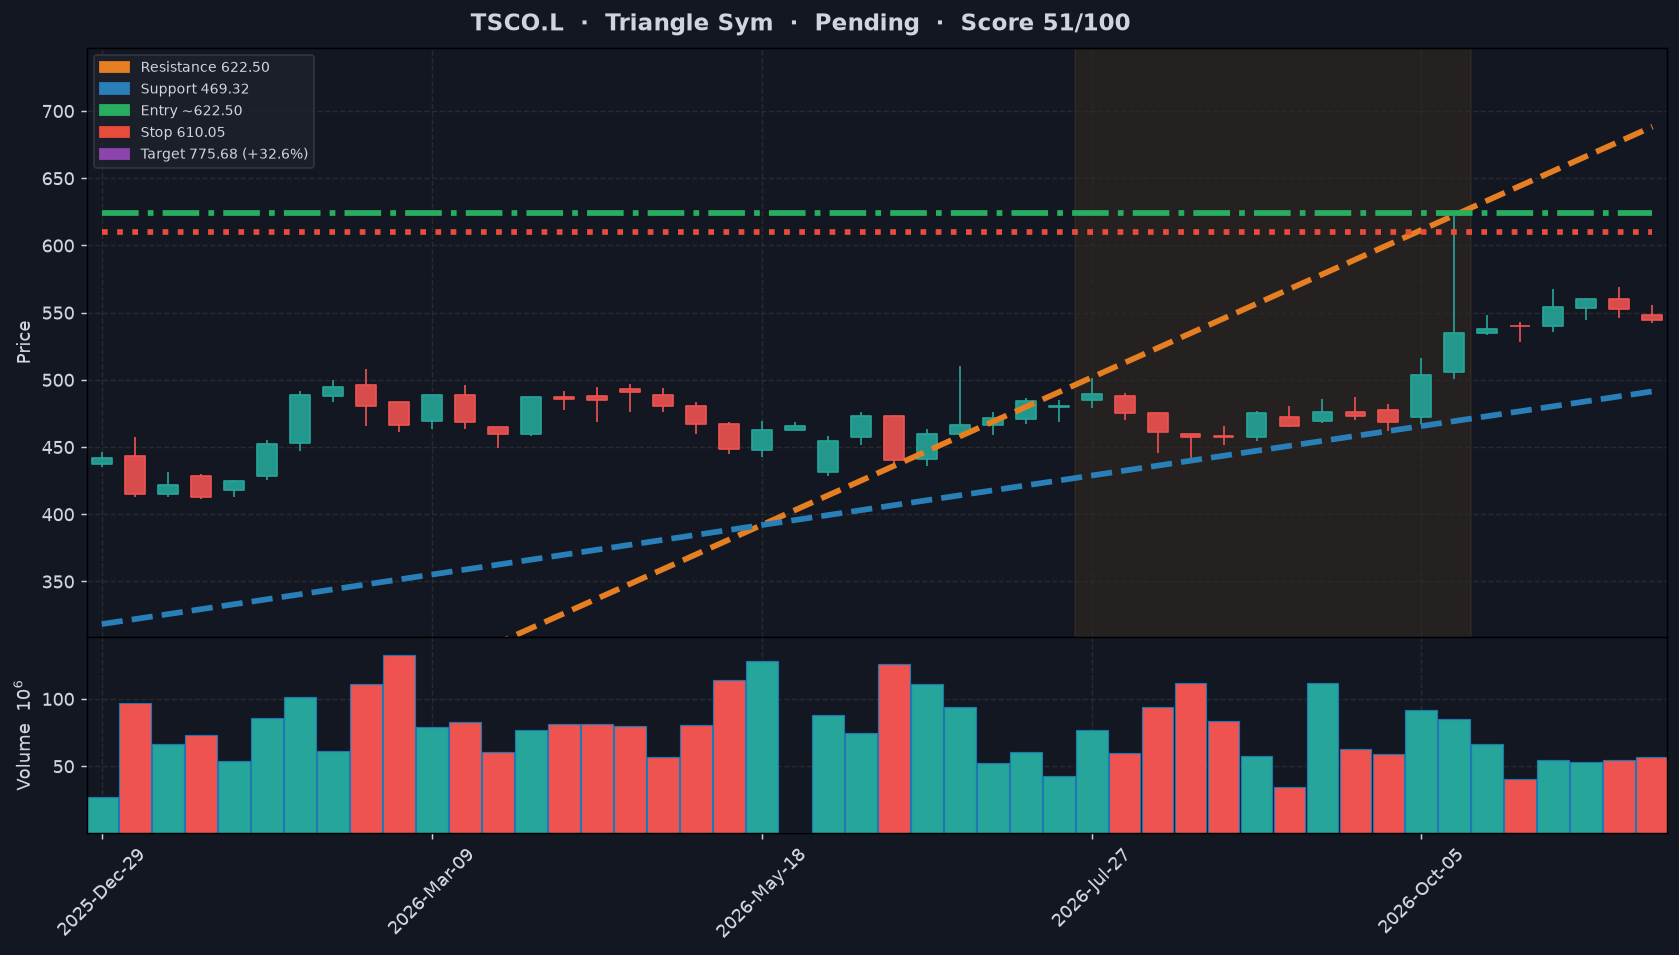 TSCO.L · Triangle Sym · Pending · Score 51/100
Resistance 622.50
Support 469.32
Entry ~622.50
Stop 610.05
Target 775.68 (+32.6%)
Price
700
650
600
550
500
450
400
350
Volume 10⁶
100
50
2025-Dec-29
2026-Mar-09
2026-May-18
2026-Jul-27
2026-Oct-05